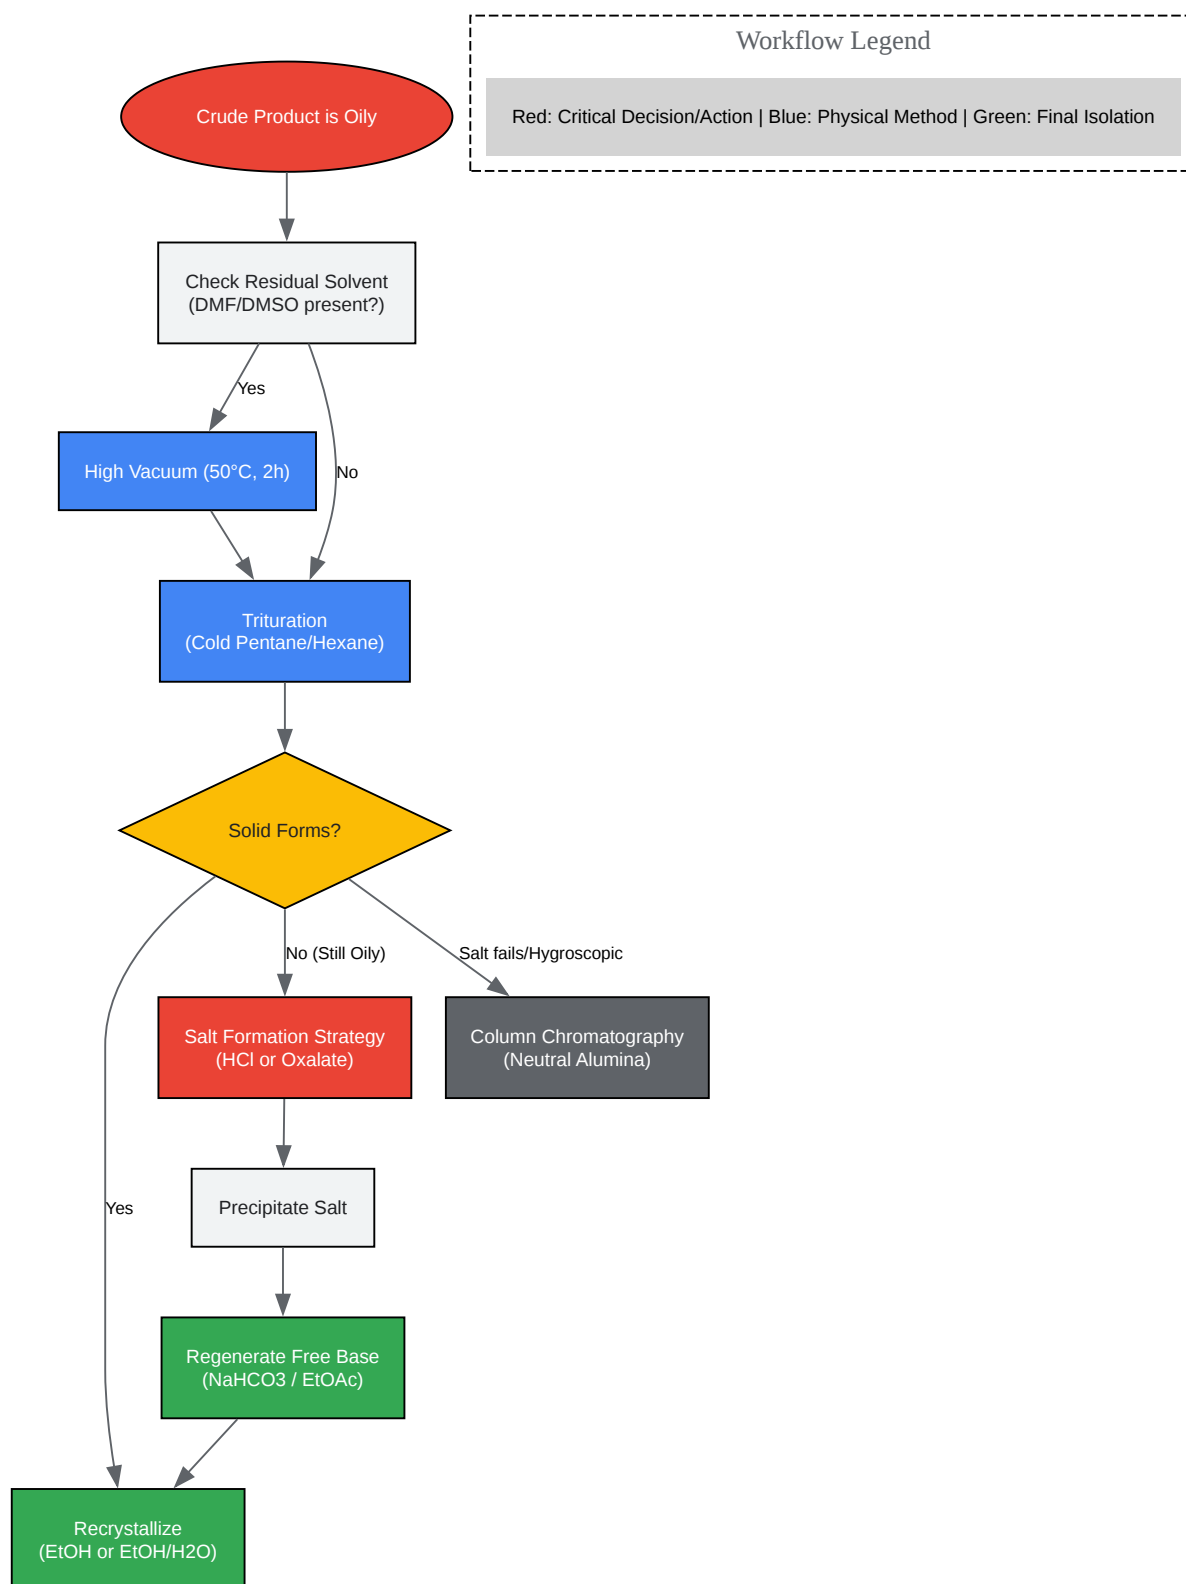 Workflow Legend
Red: Critical Decision/Action | Blue: Physical Method | Green: Final Isolation
Crude Product is Oily
Check Residual Solvent
(DMF/DMSO present?)
Yes
High Vacuum (50°C, 2h)
No
Trituration
(Cold Pentane/Hexane)
Solid Forms?
No (Still Oily)
Salt fails/Hygroscopic
Salt Formation Strategy
(HCl or Oxalate)
Column Chromatography
(Neutral Alumina)
Precipitate Salt
Yes
Regenerate Free Base
(NaHCO3 / EtOAc)
Recrystallize
(EtOH or EtOH/H2O)